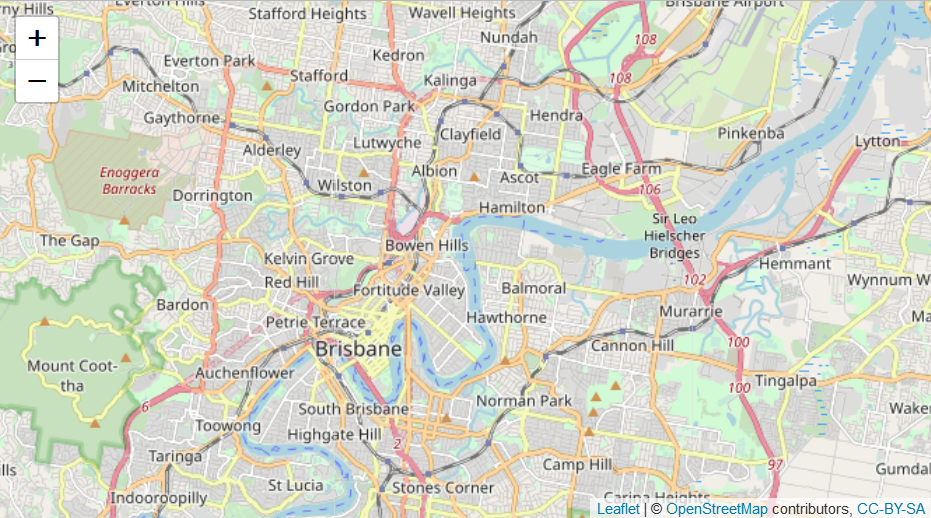 Everton Hills
Stafford Heights
Wavell Heights
Brisbane Airport
+
−
Nundah
108
Kedron
Everton Park
Stafford
Kalinga
108
Mitchelton
Gordon Park
Gaythorne
Hendra
Clayfield
Pinkenba
Lutwyche
Lytton
Alderley
Enoggera
Barracks
Albion
Ascot
Eagle Farm
Wilston
106
Dorrington
Hamilton
Sir Leo
Hielscher
Bridges
The Gap
Bowen Hills
Kelvin Grove
Hemmant
Red Hill
102
Wynnum W
Fortitude Valley
Balmoral
Bardon
Murarrie
Hawthorne
Petrie Terrace
Brisbane
100
Cannon Hill
Mount Coot-
tha
Auchenflower
Tingalpa
100
6
Norman Park
South Brisbane
Toowong
Highgate Hill
2
Taringa
Camp Hill
97
Gumdal
St Lucia
Stones Corner
Indooroopilly
Carina Heights
Leaflet | © OpenStreetMap contributors, CC-BY-SA